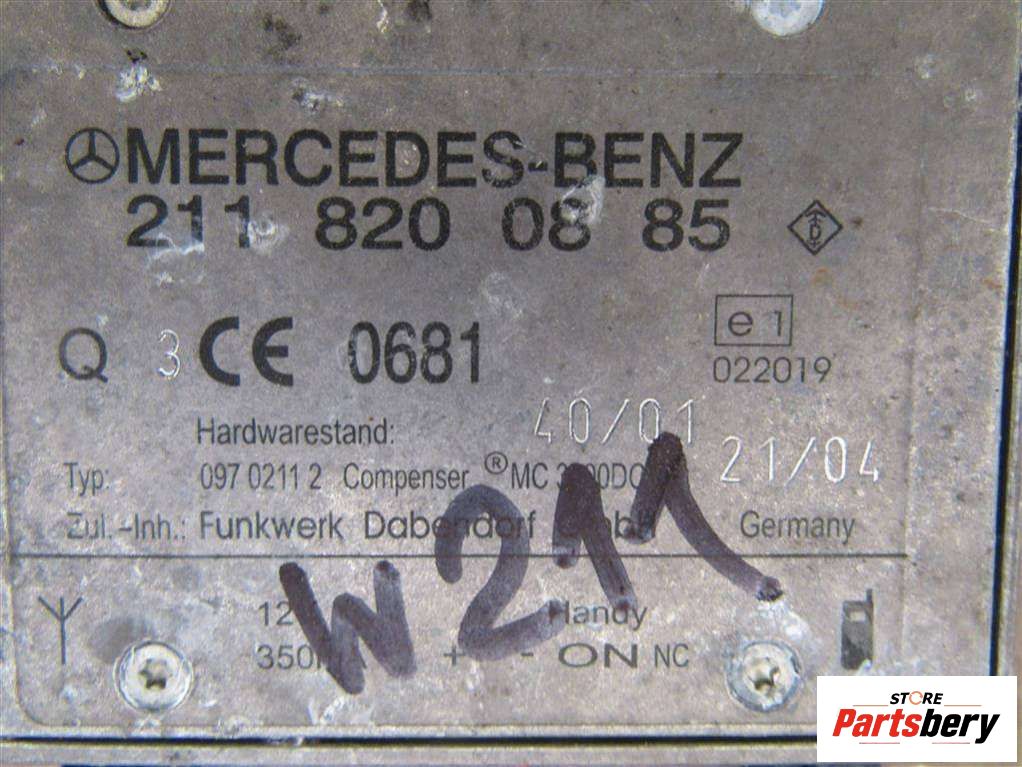 MERCEDES-BENZ
211 820 08 85
Q 3 CE 0681 e1
022019
Hardwarestand: 40/01
Typ: 097 0211 2 Compenser ® MC 21/04
Zul.-Inh.: Funkwerk Dabendorf GmbH Germany
W211
Handy
+ - ON NC
STORE
Partsbery